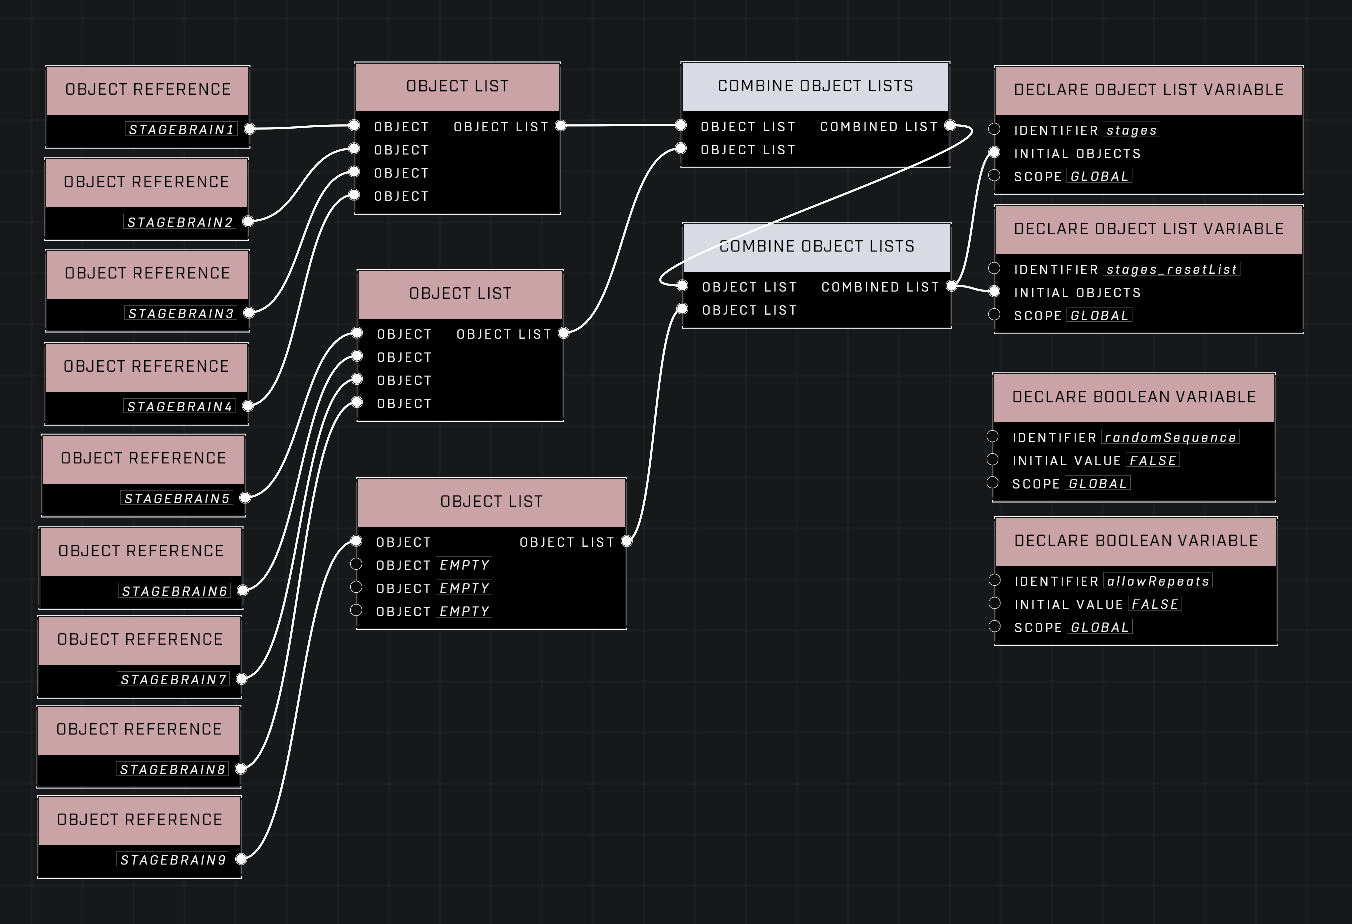 OBJECT REFERENCE
STAGEBRAIN1
OBJECT REFERENCE
STAGEBRAIN2
OBJECT REFERENCE
STAGEBRAIN3
OBJECT REFERENCE
STAGEBRAIN4
OBJECT REFERENCE
STAGEBRAIN5
OBJECT REFERENCE
STAGEBRAIN6
OBJECT REFERENCE
STAGEBRAIN7
OBJECT REFERENCE
STAGEBRAIN8
OBJECT REFERENCE
STAGEBRAIN9
OBJECT LIST
OBJECT OBJECT LIST
OBJECT
OBJECT
OBJECT
OBJECT LIST
OBJECT OBJECT LIST
OBJECT
OBJECT
OBJECT
OBJECT LIST
OBJECT OBJECT LIST
OBJECT EMPTY
OBJECT EMPTY
OBJECT EMPTY
COMBINE OBJECT LISTS
OBJECT LIST COMBINED LIST
OBJECT LIST
COMBINE OBJECT LISTS
OBJECT LIST COMBINED LIST
OBJECT LIST
DECLARE OBJECT LIST VARIABLE
IDENTIFIER stages
INITIAL OBJECTS
SCOPE GLOBAL
DECLARE OBJECT LIST VARIABLE
IDENTIFIER stages_resetList
INITIAL OBJECTS
SCOPE GLOBAL
DECLARE BOOLEAN VARIABLE
IDENTIFIER randomSequence
INITIAL VALUE FALSE
SCOPE GLOBAL
DECLARE BOOLEAN VARIABLE
IDENTIFIER allowRepeats
INITIAL VALUE FALSE
SCOPE GLOBAL